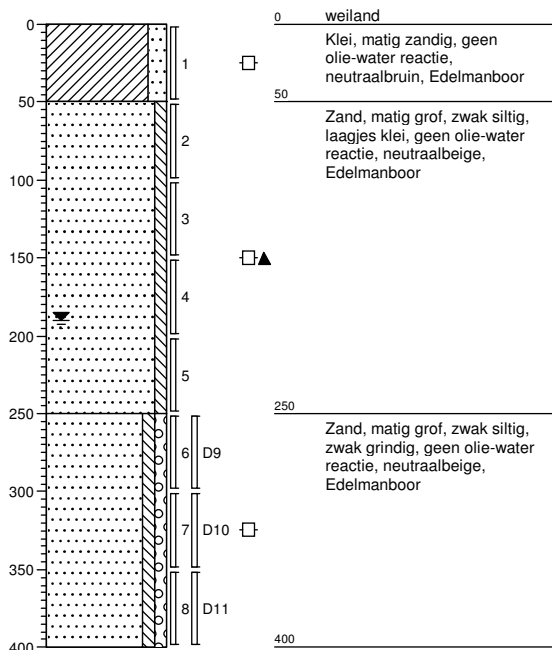 0
50
100
150
200
250
300
350
400
1
2
3
4
5
6 D9
7 D10
8 D11
0 weiland
Klei, matig zandig, geen
olie-water reactie,
neutraalbruin, Edelmanboor
50
Zand, matig grof, zwak siltig,
laagjes klei, geen olie-water
reactie, neutraalbeige,
Edelmanboor
250
Zand, matig grof, zwak siltig,
zwak grindig, geen olie-water
reactie, neutraalbeige,
Edelmanboor
400